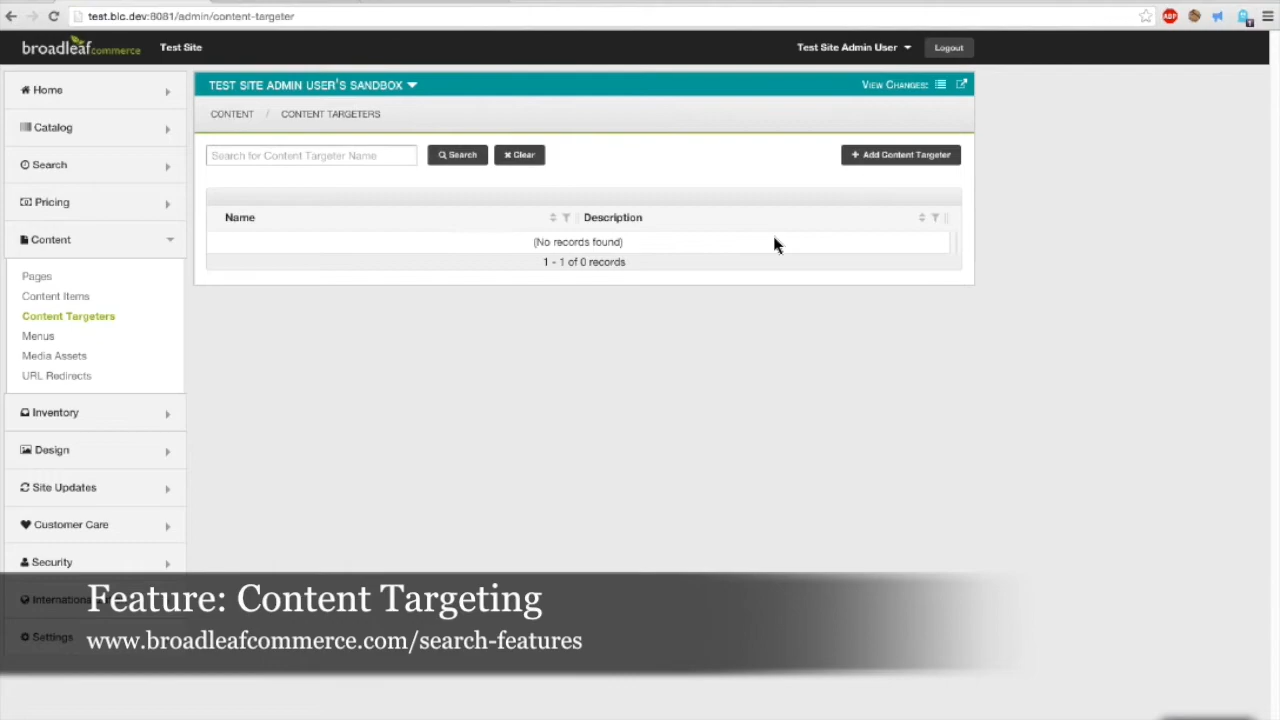 test.blc.dev:8081/admin/content-targeter
ABP
broadleafcommerce
Test Site
Test Site Admin User
Logout
Home
Catalog
Search
Pricing
Content
Pages
Content Items
Content Targeters
Menus
Media Assets
URL Redirects
Inventory
Design
Site Updates
Customer Care
Security
Settings
TEST SITE ADMIN USER'S SANDBOX
VIEW CHANGES:
CONTENT / CONTENT TARGETERS
Search for Content Targeter Name
Search
Clear
+ Add Content Targeter
Name
Description
(No records found)
1 - 1 of 0 records
Feature: Content Targeting
www.broadleafcommerce.com/search-features